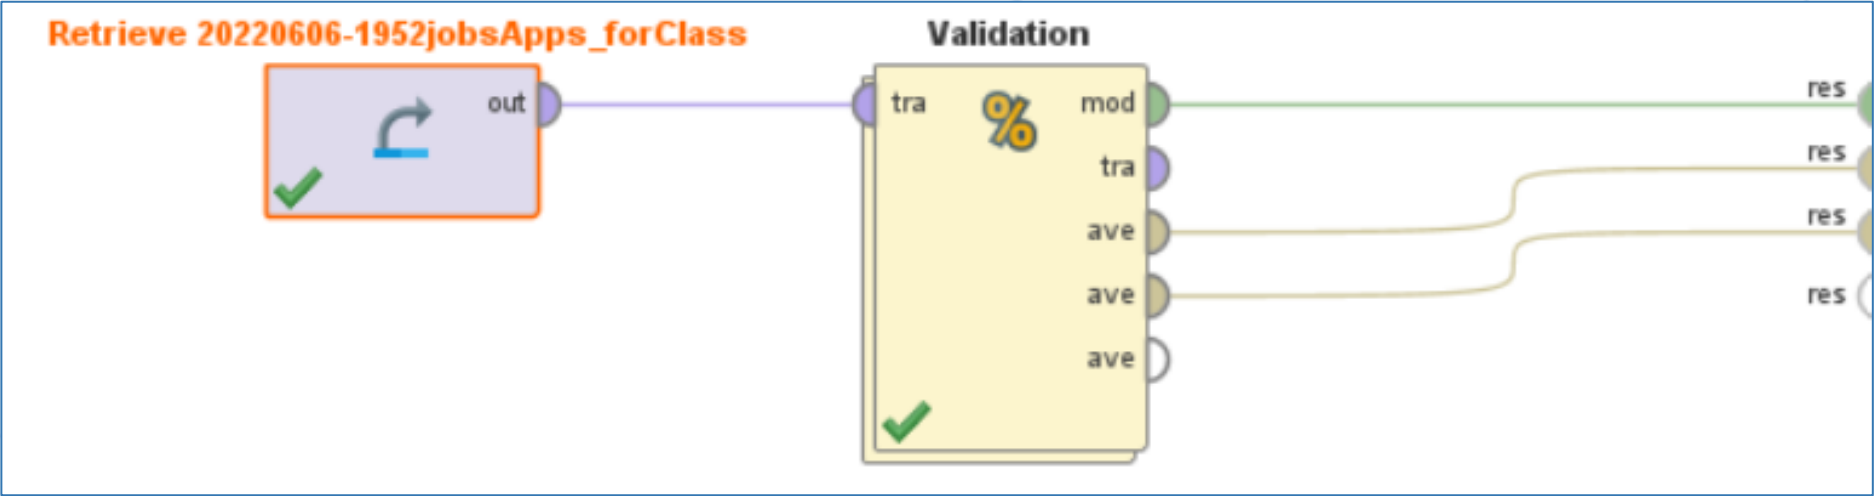 Retrieve 20220606-1952jobsApps_forClass
Validation
out
tra
%
mod
tra
ave
ave
ave
res
res
res
res